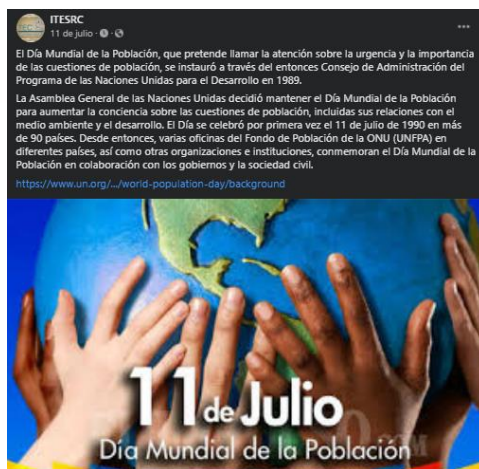 ITESRC
11 de julio ·
El Día Mundial de la Población, que pretende llamar la atención sobre la urgencia y la importancia
de las cuestiones de población, se instauró a través del entonces Consejo de Administración del
Programa de las Naciones Unidas para el Desarrollo en 1989.
La Asamblea General de las Naciones Unidas decidió mantener el Día Mundial de la Población
para aumentar la conciencia sobre las cuestiones de población, incluidas sus relaciones con el
medio ambiente y el desarrollo. El Día se celebró por primera vez el 11 de julio de 1990 en más
de 90 países. Desde entonces, varias oficinas del Fondo de Población de la ONU (UNFPA) en
diferentes países, así como otras organizaciones e instituciones, conmemoran el Día Mundial de la
Población en colaboración con los gobiernos y la sociedad civil.
https://www.un.org/.../world-population-day/background
11 de Julio
Día Mundial de la Población